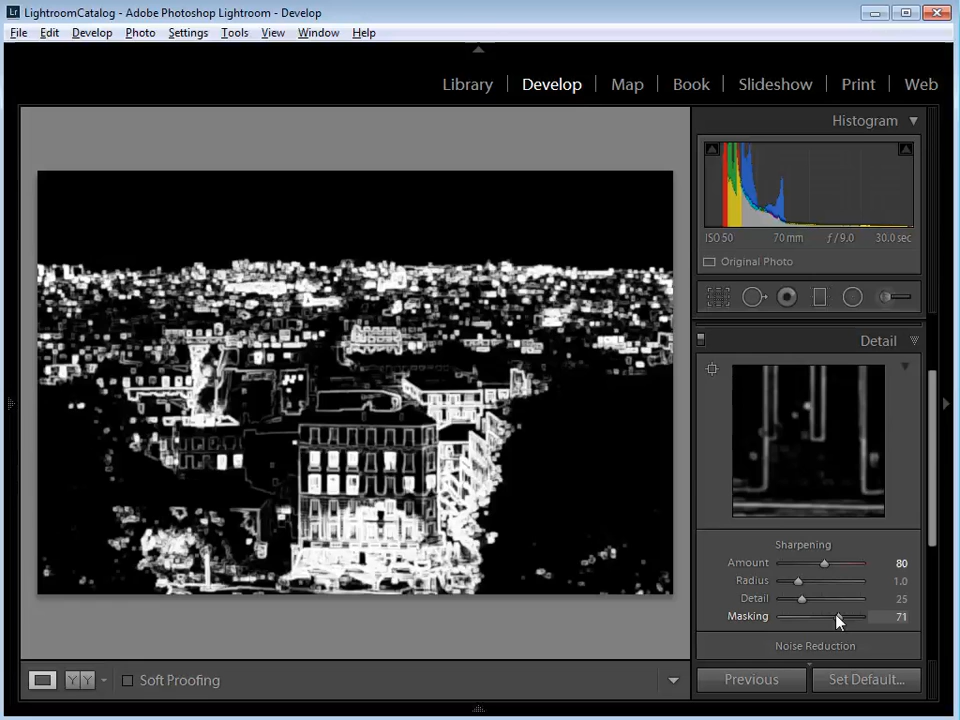 Lr LightroomCatalog - Adobe Photoshop Lightroom - Develop
File Edit Develop Photo Settings Tools View Window Help
Library Develop Map Book Slideshow Print Web
Histogram
ISO 50 70 mm ƒ / 9.0 30.0 sec
Original Photo
Detail
Sharpening
Amount 80
Radius 1.0
Detail 25
Masking 71
Noise Reduction
Y Y Soft Proofing Previous Set Default...